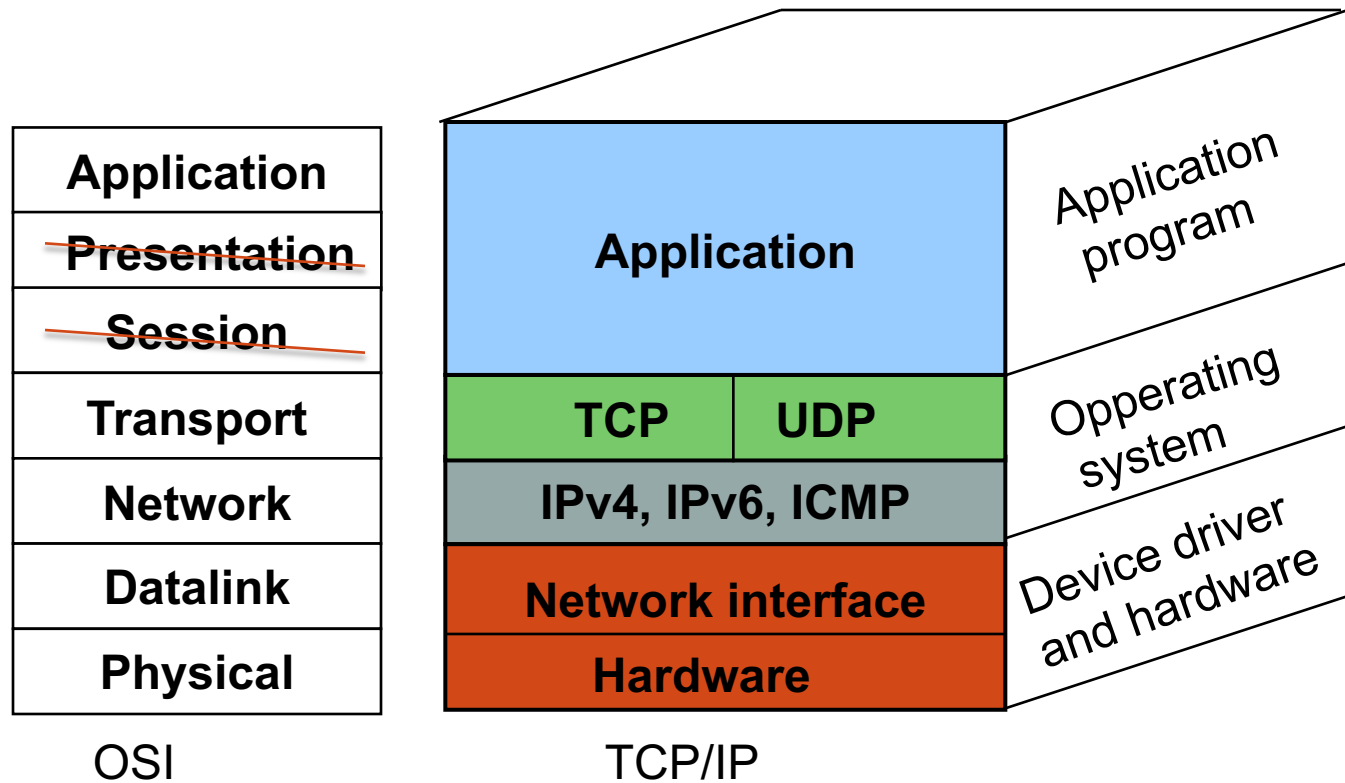 Application
Presentation
Session
Transport
Network
Datalink
Physical
OSI
Application
TCP
UDP
IPv4, IPv6, ICMP
Network interface
Hardware
TCP/IP
Application
program
Opperating
system
Device driver
and hardware